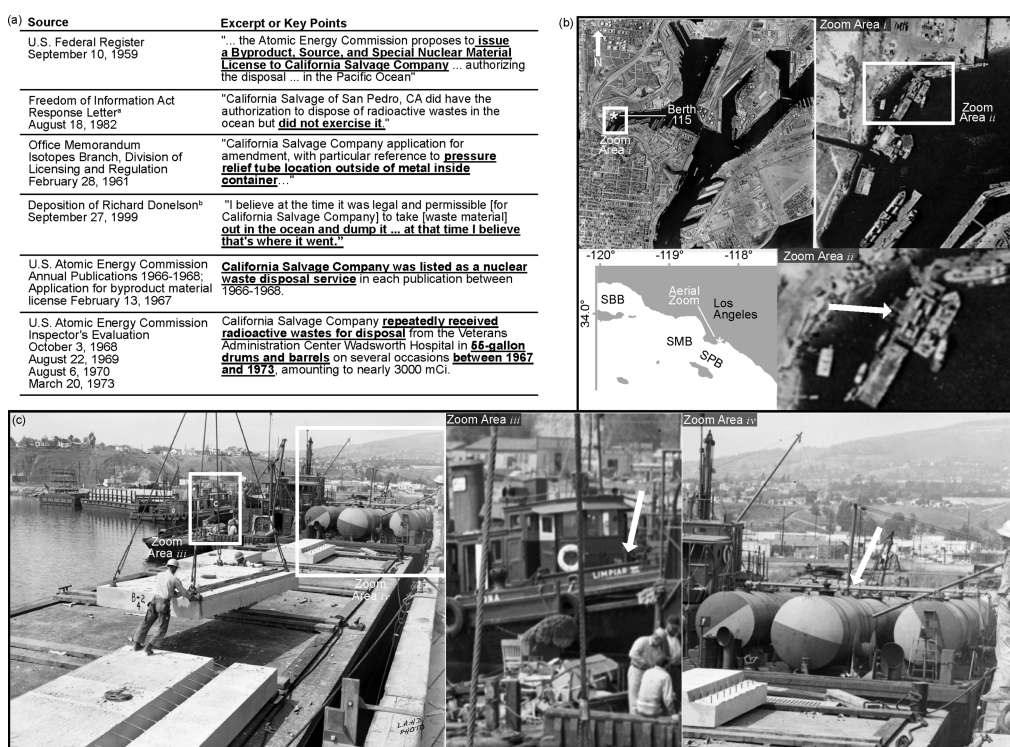 (a)
Source
Excerpt or Key Points
U.S. Federal Register
September 10, 1959
"... the Atomic Energy Commission proposes to issue
a Byproduct, Source, and Special Nuclear Material
License to California Salvage Company ... authorizing
the disposal ... in the Pacific Ocean"
Freedom of Information Act
Response Letterᵃ
August 18, 1982
"California Salvage of San Pedro, CA did have the
authorization to dispose of radioactive wastes in the
ocean but did not exercise it."
Office Memorandum
Isotopes Branch, Division of
Licensing and Regulation
February 28, 1961
"California Salvage Company application for
amendment, with particular reference to pressure
relief tube location outside of metal inside
container..."
Deposition of Richard Donelsonᵇ
September 27, 1999
"I believe at the time it was legal and permissible [for
California Salvage Company] to take [waste material]
out in the ocean and dump it ... at that time I believe
that's where it went."
U.S. Atomic Energy Commission
Annual Publications 1966-1968;
Application for byproduct material
license February 13, 1967
California Salvage Company was listed as a nuclear
waste disposal service in each publication between
1966-1968.
U.S. Atomic Energy Commission
Inspector's Evaluation
October 3, 1968
August 22, 1969
August 6, 1970
March 20, 1973
California Salvage Company repeatedly received
radioactive wastes for disposal from the Veterans
Administration Center Wadsworth Hospital in 55-gallon
drums and barrels on several occasions between 1967
and 1973, amounting to nearly 3000 mCi.
(b)
N
Berth
115
Zoom
Area i
Zoom Area i
Zoom
Area ii
-120°
-119°
-118°
34.0°
SBB
Aerial
Zoom
Los
Angeles
SMB
SPB
Zoom Area ii
(c)
Zoom
Area iii
Zoom
Area iv
B-2
4
L.A.H.D.
PHOTO
Zoom Area iii
LIMPIAR II
Zoom Area iv